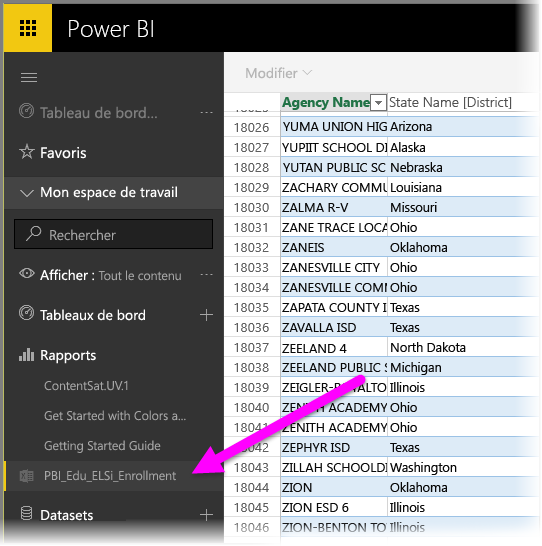 Power BI
Tableau de bord... ...
Favoris
Mon espace de travail
Rechercher
Afficher : Tout le contenu ...
Tableaux de bord +
Rapports
ContentSat.UV.1
Get Started with Colors a...
Getting Started Guide
PBI_Edu_ELSi_Enrollment
Datasets +
Modifier
Agency Name State Name [District]
18026 YUMA UNION HIG Arizona
18027 YUPIIT SCHOOL DI Alaska
18028 YUTAN PUBLIC SC Nebraska
18029 ZACHARY COMMU Louisiana
18030 ZALMA R-V Missouri
18031 ZANE TRACE LOCA Ohio
18032 ZANEIS Oklahoma
18033 ZANESVILLE CITY Ohio
18034 ZANESVILLE COMM Ohio
18035 ZAPATA COUNTY I Texas
18036 ZAVALLA ISD Texas
18037 ZEELAND 4 North Dakota
18038 ZEELAND PUBLIC S Michigan
18039 ZEIGLER-ROYALTO Illinois
18040 ZENITH ACADEMY Ohio
18041 ZENITH ACADEMY Ohio
18042 ZEPHYR ISD Texas
18043 ZILLAH SCHOOLDI Washington
18044 ZION Oklahoma
18045 ZION ESD 6 Illinois
18046 ZION-BENTON TO Illinois